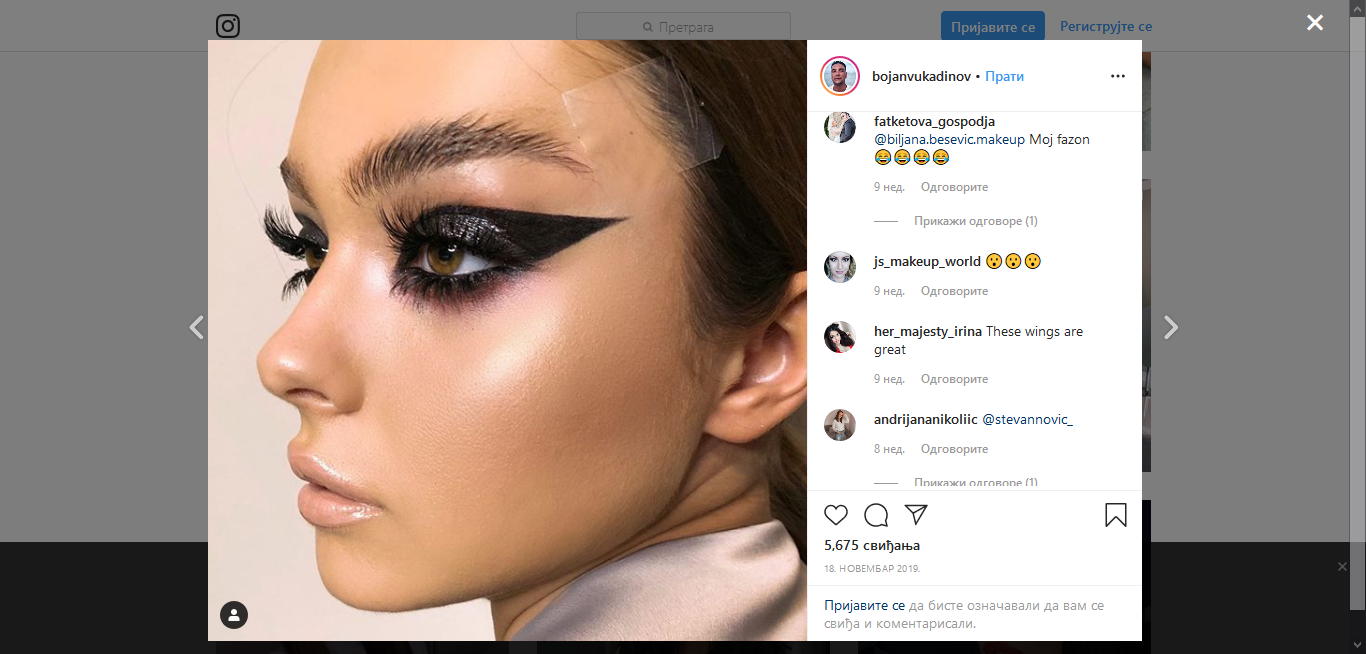 Претрага
Пријавите се
Региструјте се
bojanvukadinov • Прати
fatketova_gospodja
@biljana.besevic.makeup Moj fazon
😂😂😂😂
9 нед. Одговорите
Прикажи одговоре (1)
js_makeup_world 😮😮😮
9 нед. Одговорите
her_majesty_irina These wings are
great
9 нед. Одговорите
andrijananikoliic @stevannovic_
8 нед. Одговорите
Прикажи одговоре (1)
5,675 свиђања
18. НОВЕМБАР 2019.
Пријавите се да бисте означавали да вам се
свиђа и коментарисали.